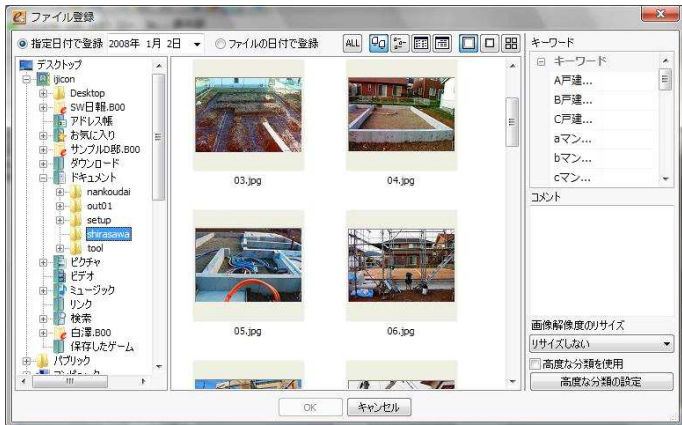 ファイル登録
指定日付で登録 2008年 1月 2日 ファイルの日付で登録 ALL
デスクトップ
ijicon
Desktop
SW日報.BOO
アドレス帳
お気に入り
サンプルD邸.BOO
ダウンロード
ドキュメント
nankoudai
out01
setup
shirasawa
tool
ピクチャ
ビデオ
ミュージック
リンク
検索
白澤.BOO
保存したゲーム
パブリック
03.jpg
04.jpg
05.jpg
06.jpg
キーワード
キーワード
A戸建...
B戸建...
C戸建...
aマン...
bマン...
cマン...
コメント
画像解像度のリサイズ
リサイズしない
高度な分類を使用
高度な分類の設定
OK
キャンセル